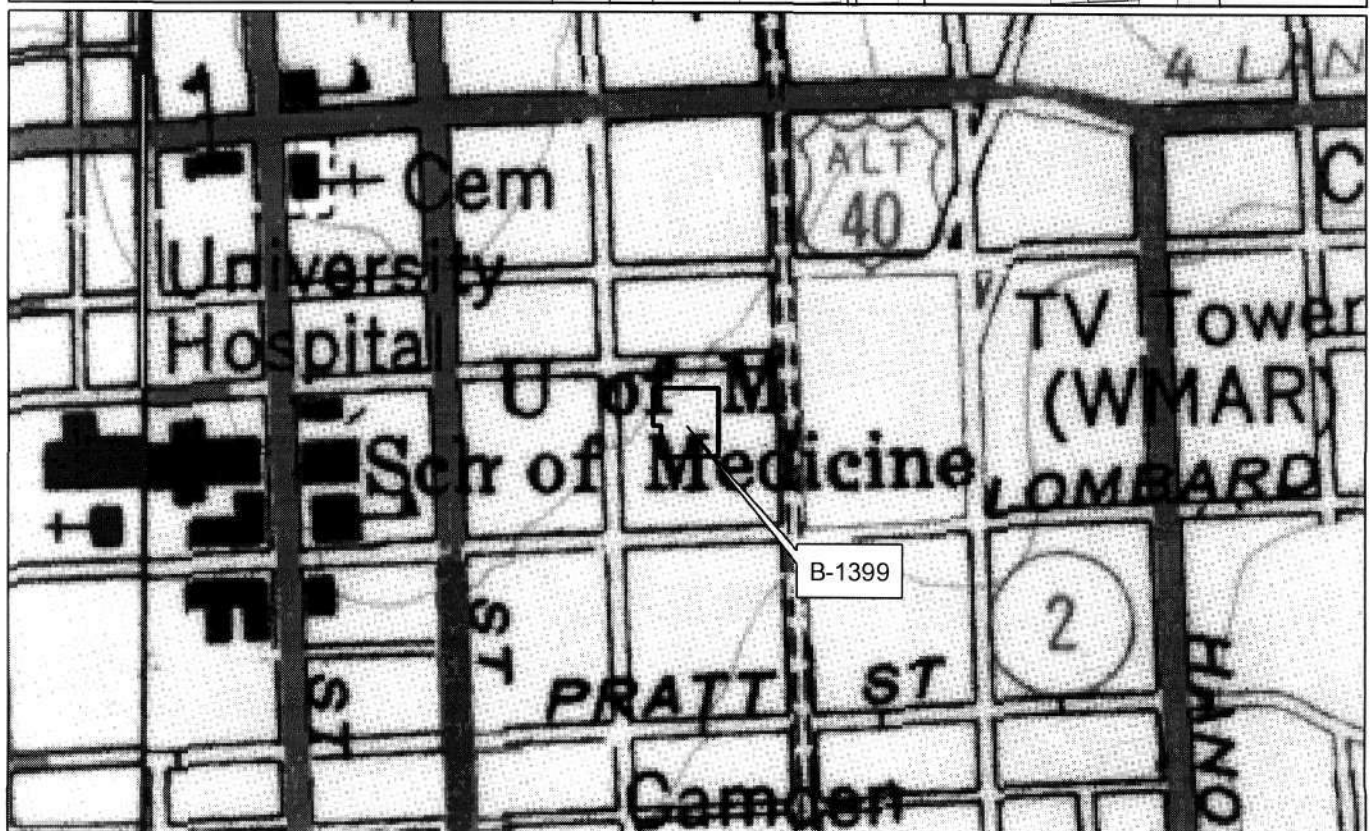 4 LAN
ALT
40
Cem
C
University
Hospital
TV Tower
(WMAR)
U of M
Sch of Medicine
LOMBARD
B-1399
2
ST
ST
PRATT ST
HANO
Camden